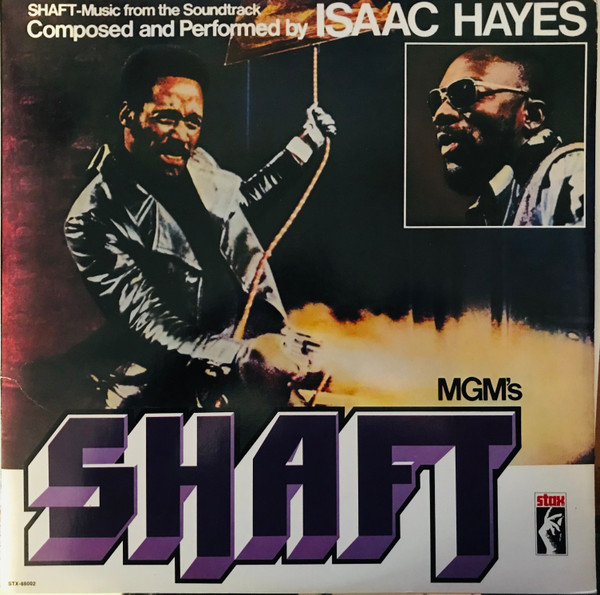 SHAFT-Music from the Soundtrack
Composed and Performed by ISAAC HAYES
MGM's
SHAFT
stax
STX-88002